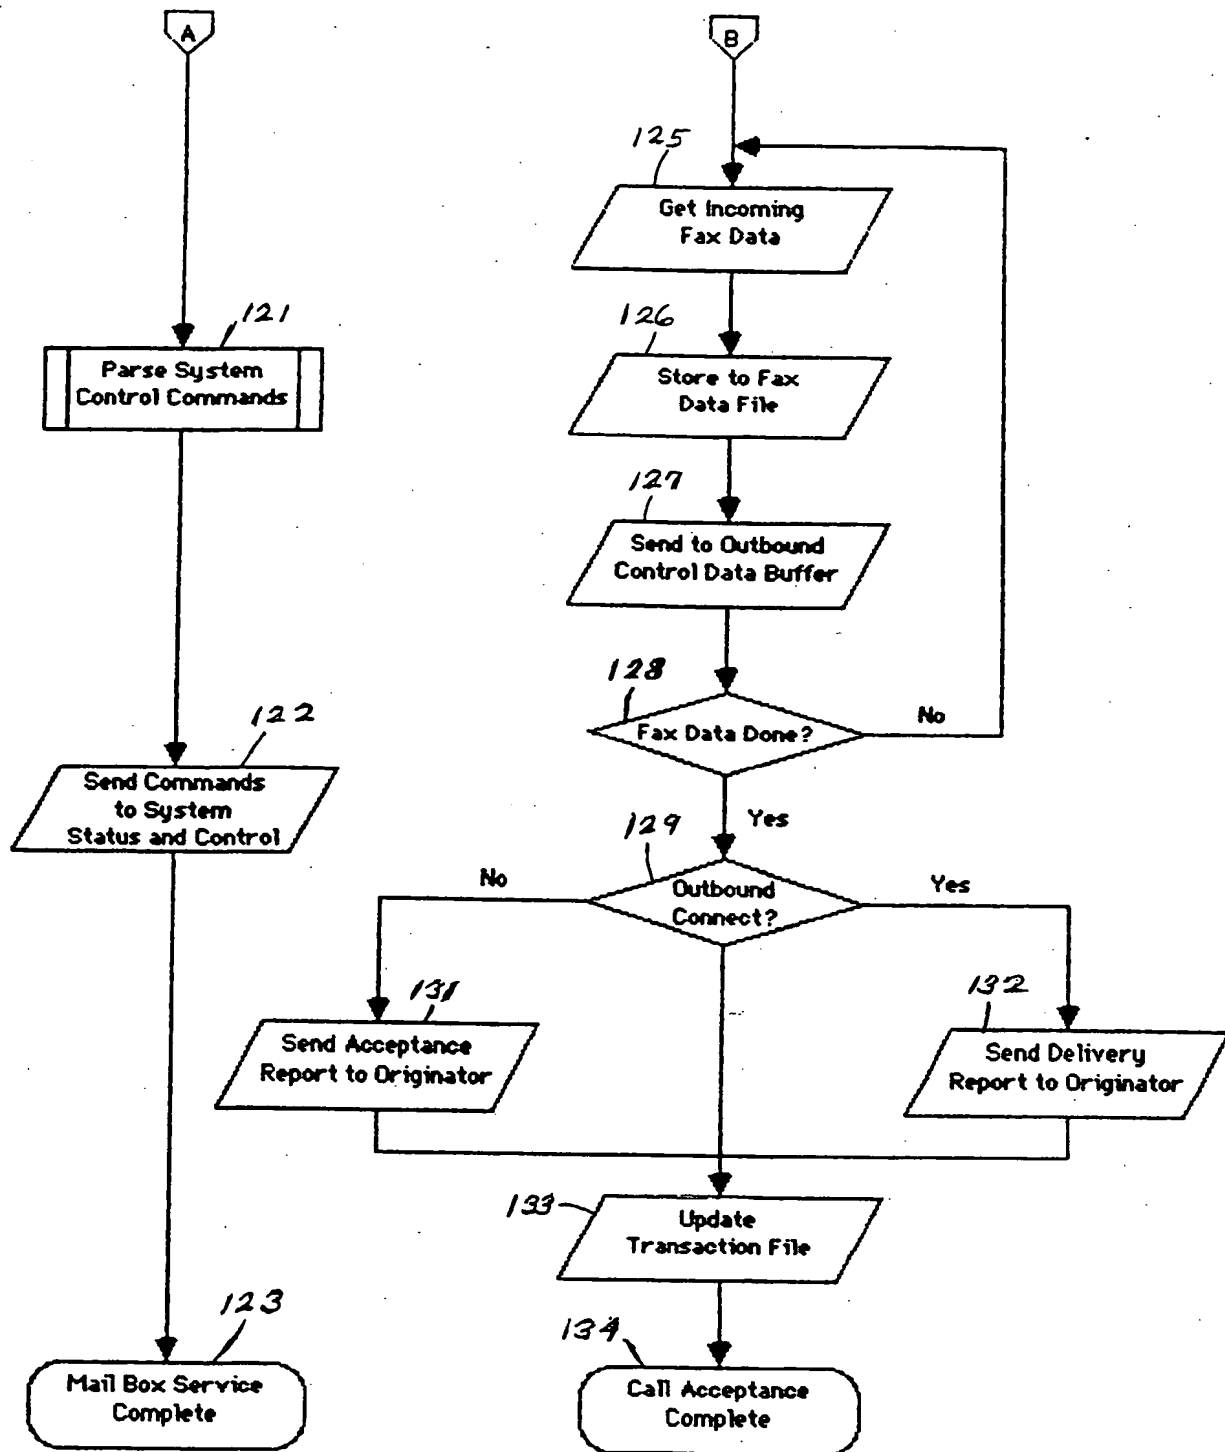 A
B
125
Get Incoming
Fax Data
121
Parse System
Control Commands
126
Store to Fax
Data File
127
Send to Outbound
Control Data Buffer
128
Fax Data Done?
No
Yes
122
Send Commands
to System
Status and Control
129
Outbound
Connect?
No
Yes
131
Send Acceptance
Report to Originator
132
Send Delivery
Report to Originator
133
Update
Transaction File
123
Mail Box Service
Complete
134
Call Acceptance
Complete